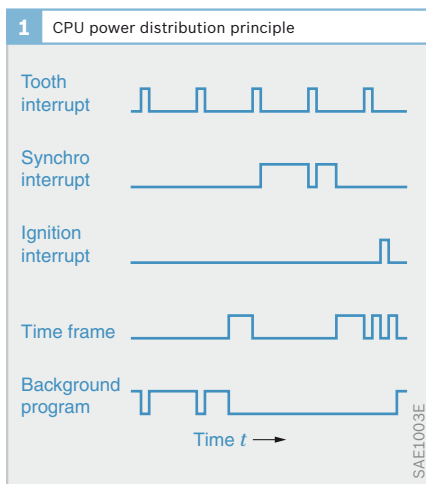 1 CPU power distribution principle
Tooth
interrupt
Synchro
interrupt
Ignition
interrupt
Time frame
Background
program
Time t
SAE1003E